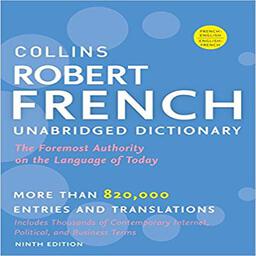 FRENCH-
ENGLISH
ENGLISH-
FRENCH
COLLINS
ROBERT
FRENCH
UNABRIDGED DICTIONARY
The Foremost Authority
on the Language of Today
MORE THAN 820,000
ENTRIES AND TRANSLATIONS
Includes Thousands of Contemporary Internet,
Political, and Business Terms
NINTH EDITION